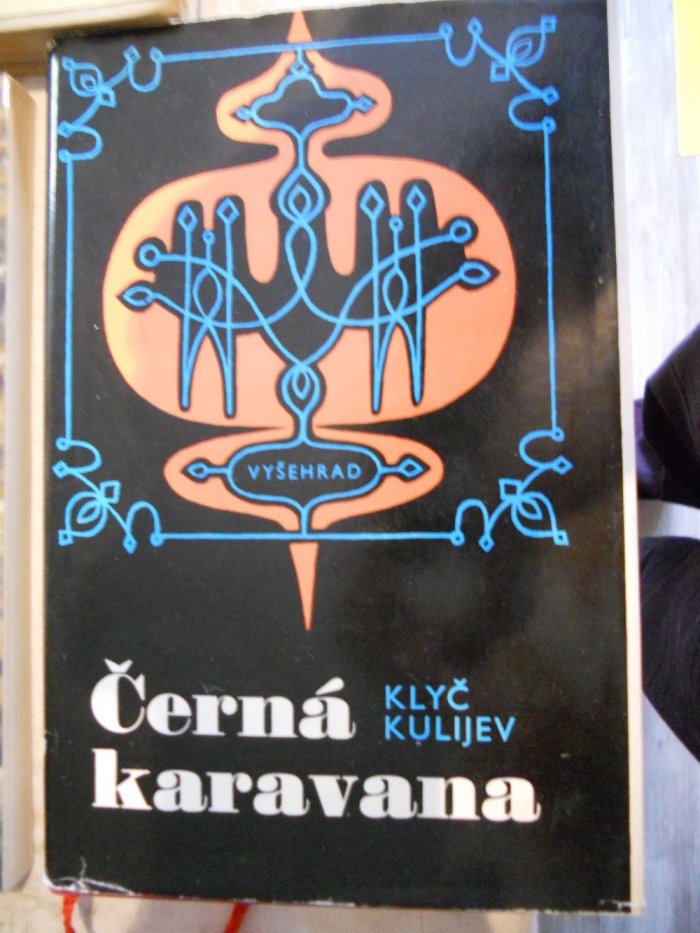 VYŠEHRAD
Černá
karavana
KLYČ
KULIJEV